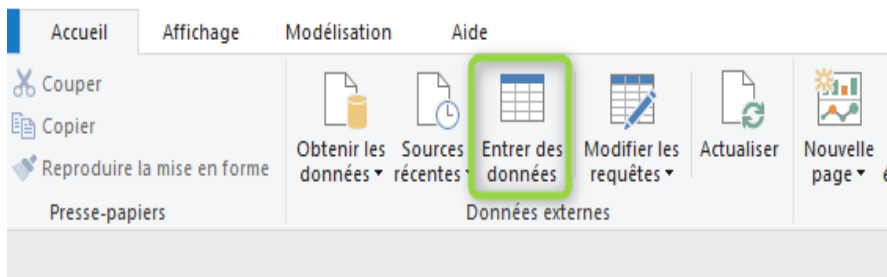 Accueil Affichage Modélisation Aide
Couper
Copier
Reproduire la mise en forme
Presse-papiers
Obtenir les
données
Sources
récentes
Entrer des
données
Modifier les
requêtes
Actualiser
Données externes
Nouvelle
page